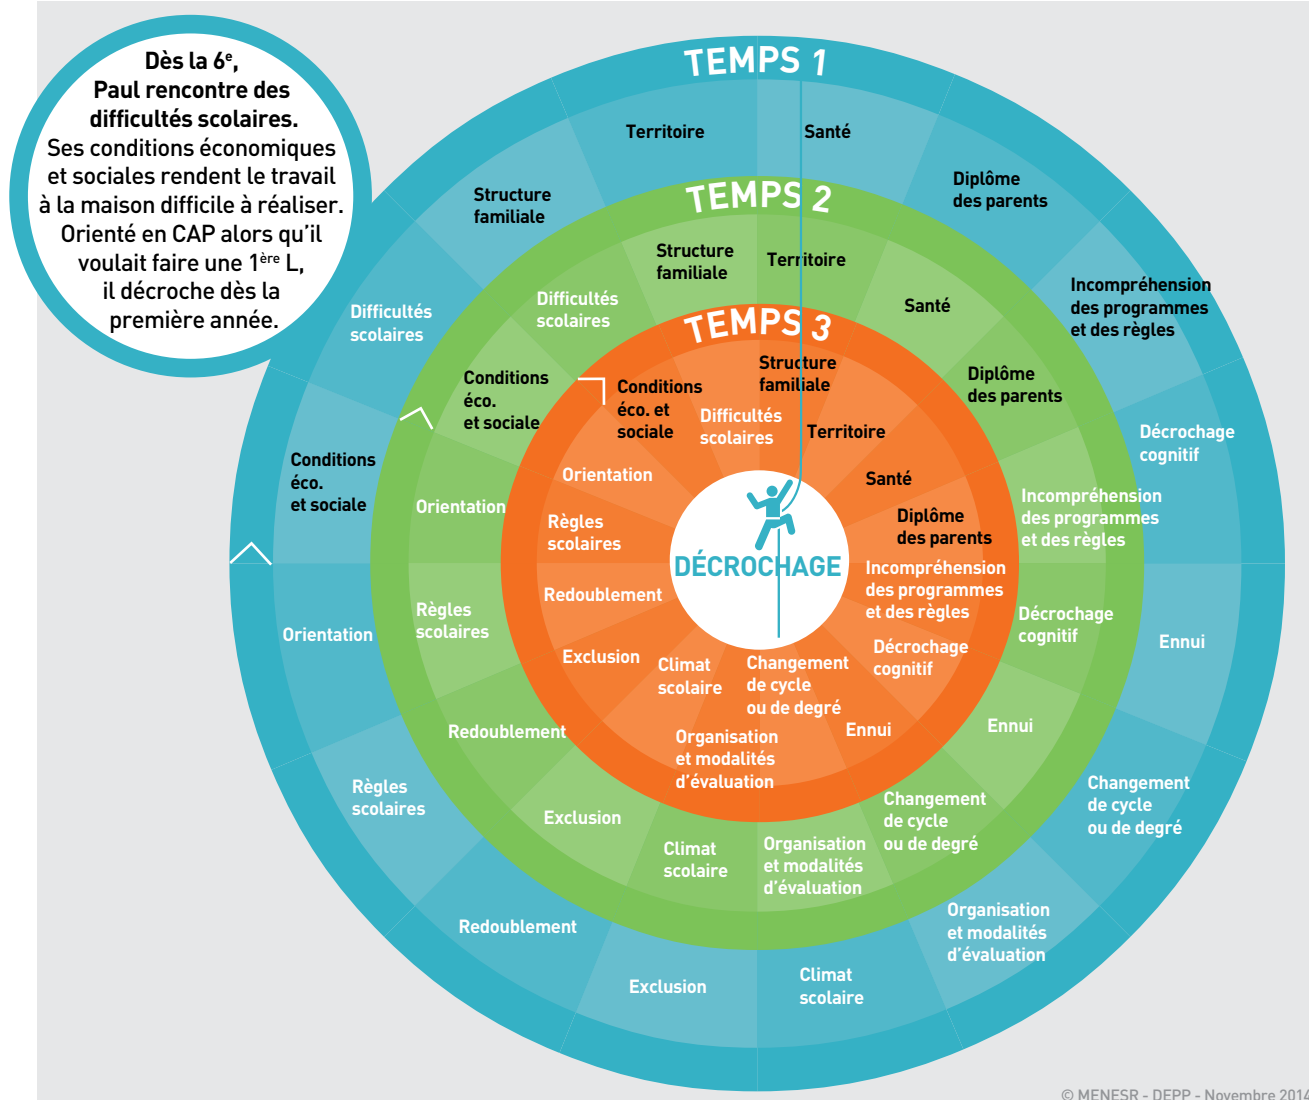 Dès la 6e,
Paul rencontre des
difficultés scolaires.
Ses conditions économiques
et sociales rendent le travail
à la maison difficile à réaliser.
Orienté en CAP alors qu'il
voulait faire une 1ère L,
il décroche dès la
première année.
TEMPS 1
Territoire
Santé
Diplôme
des parents
Incompréhension
des programmes
et des règles
Décrochage
cognitif
Ennui
Changement
de cycle
ou de degré
Organisation
et modalités
d'évaluation
Climat
scolaire
Exclusion
Redoublement
Règles
scolaires
Orientation
Conditions
éco.
et sociale
Difficultés
scolaires
Structure
familiale
TEMPS 2
Structure
familiale
Territoire
Santé
Diplôme
des parents
Incompréhension
des programmes
et des règles
Décrochage
cognitif
Ennui
Changement
de cycle
ou de degré
Organisation
et modalités
d'évaluation
Climat
scolaire
Exclusion
Redoublement
Règles
scolaires
Orientation
Conditions
éco.
et sociale
Difficultés
scolaires
TEMPS 3
Structure
familiale
Territoire
Santé
Diplôme
des parents
Incompréhension
des programmes
et des règles
Décrochage
cognitif
Ennui
Changement
de cycle
ou de degré
Organisation
et modalités
d'évaluation
Climat
scolaire
Exclusion
Redoublement
Règles
scolaires
Orientation
Conditions
éco. et
sociale
Difficultés
scolaires
DÉCROCHAGE
© MENESR - DEPP - Novembre 2014